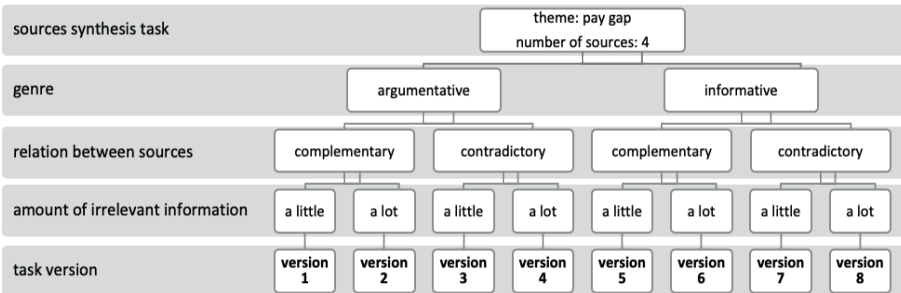 sources synthesis task
theme: pay gap
number of sources: 4
genre
argumentative
informative
relation between sources
complementary
contradictory
complementary
contradictory
amount of irrelevant information
a little
a lot
a little
a lot
a little
a lot
a little
a lot
task version
version
1
version
2
version
3
version
4
version
5
version
6
version
7
version
8